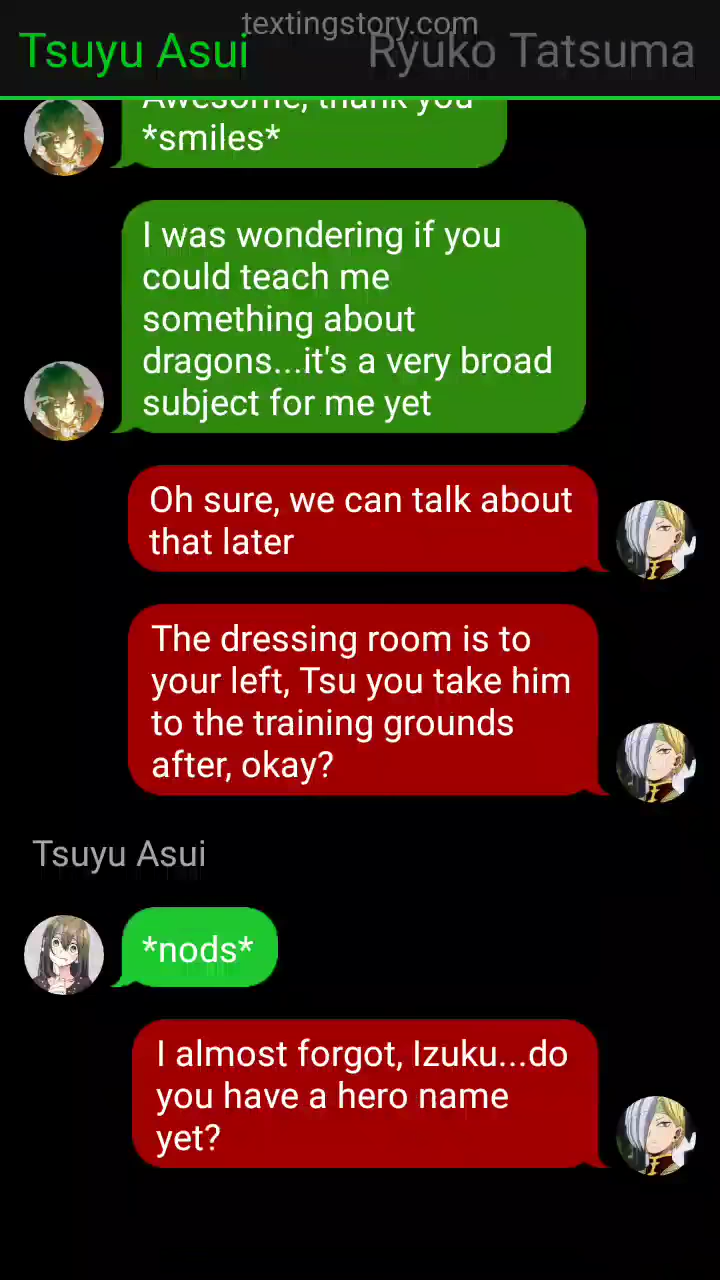 textingstory.com
Tsuyu Asui
Ryuko Tatsuma
Awesome, thank you
*smiles*
I was wondering if you
could teach me
something about
dragons...it's a very broad
subject for me yet
Oh sure, we can talk about
that later
The dressing room is to
your left, Tsu you take him
to the training grounds
after, okay?
Tsuyu Asui
*nods*
I almost forgot, Izuku...do
you have a hero name
yet?